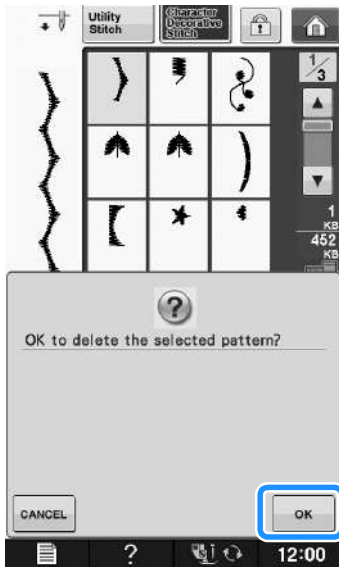 Utility
Stitch
Character
Decorative
Stitch
1/3
1
KB
452
KB
OK to delete the selected pattern?
CANCEL
OK
12:00